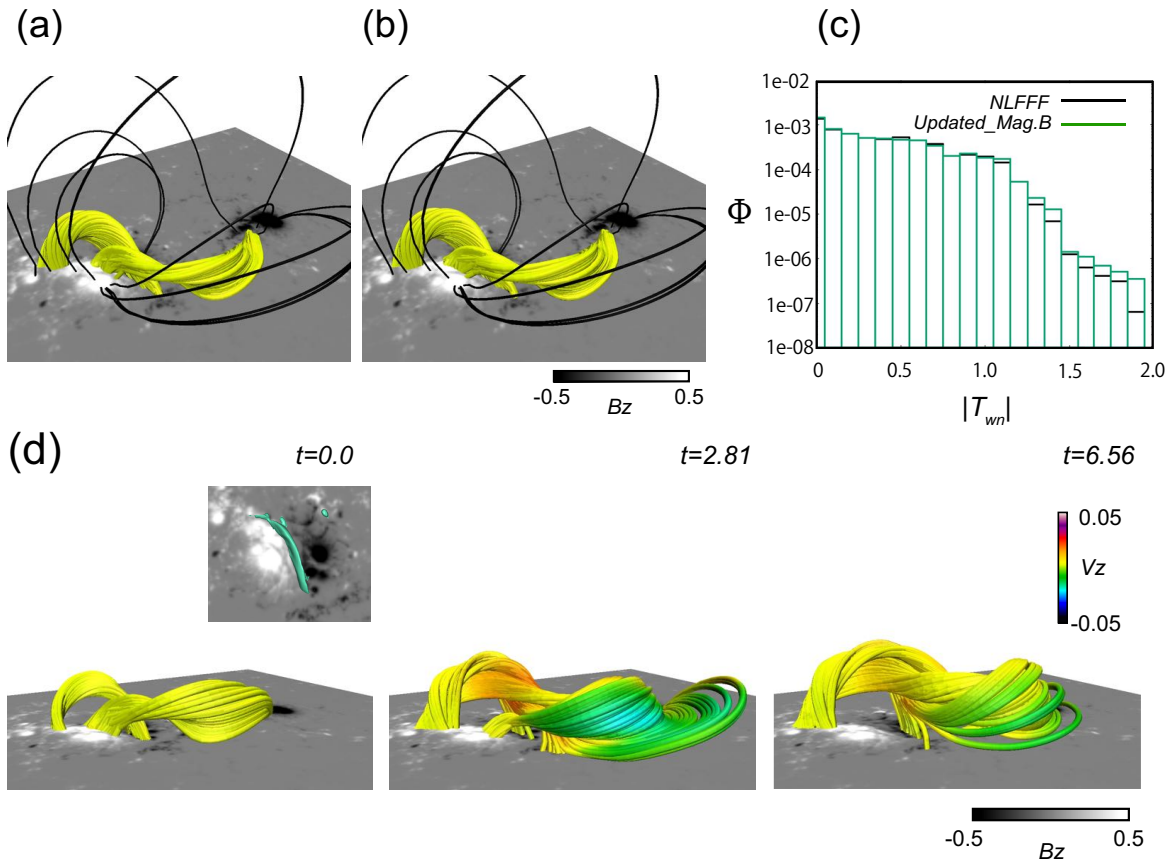 (a)
(b)
(c)
1e-02
1e-03
1e-04
1e-05
1e-06
1e-07
1e-08
Φ
NLFFF
Updated_Mag.B
0
0.5
1.0
1.5
2.0
|T_wn|
-0.5
0.5
Bz
(d)
t=0.0
t=2.81
t=6.56
0.05
Vz
-0.05
-0.5
0.5
Bz